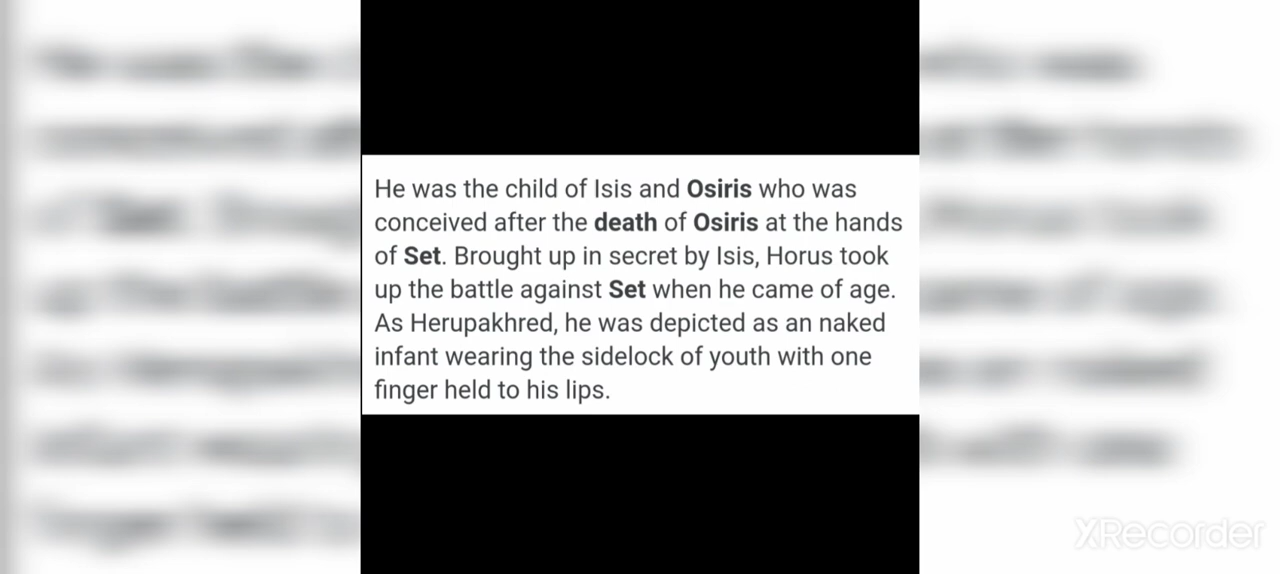 He was the child of Isis and Osiris who was
conceived after the death of Osiris at the hands
of Set. Brought up in secret by Isis, Horus took
up the battle against Set when he came of age.
As Herupakhred, he was depicted as an naked
infant wearing the sidelock of youth with one
finger held to his lips.
XRecorder